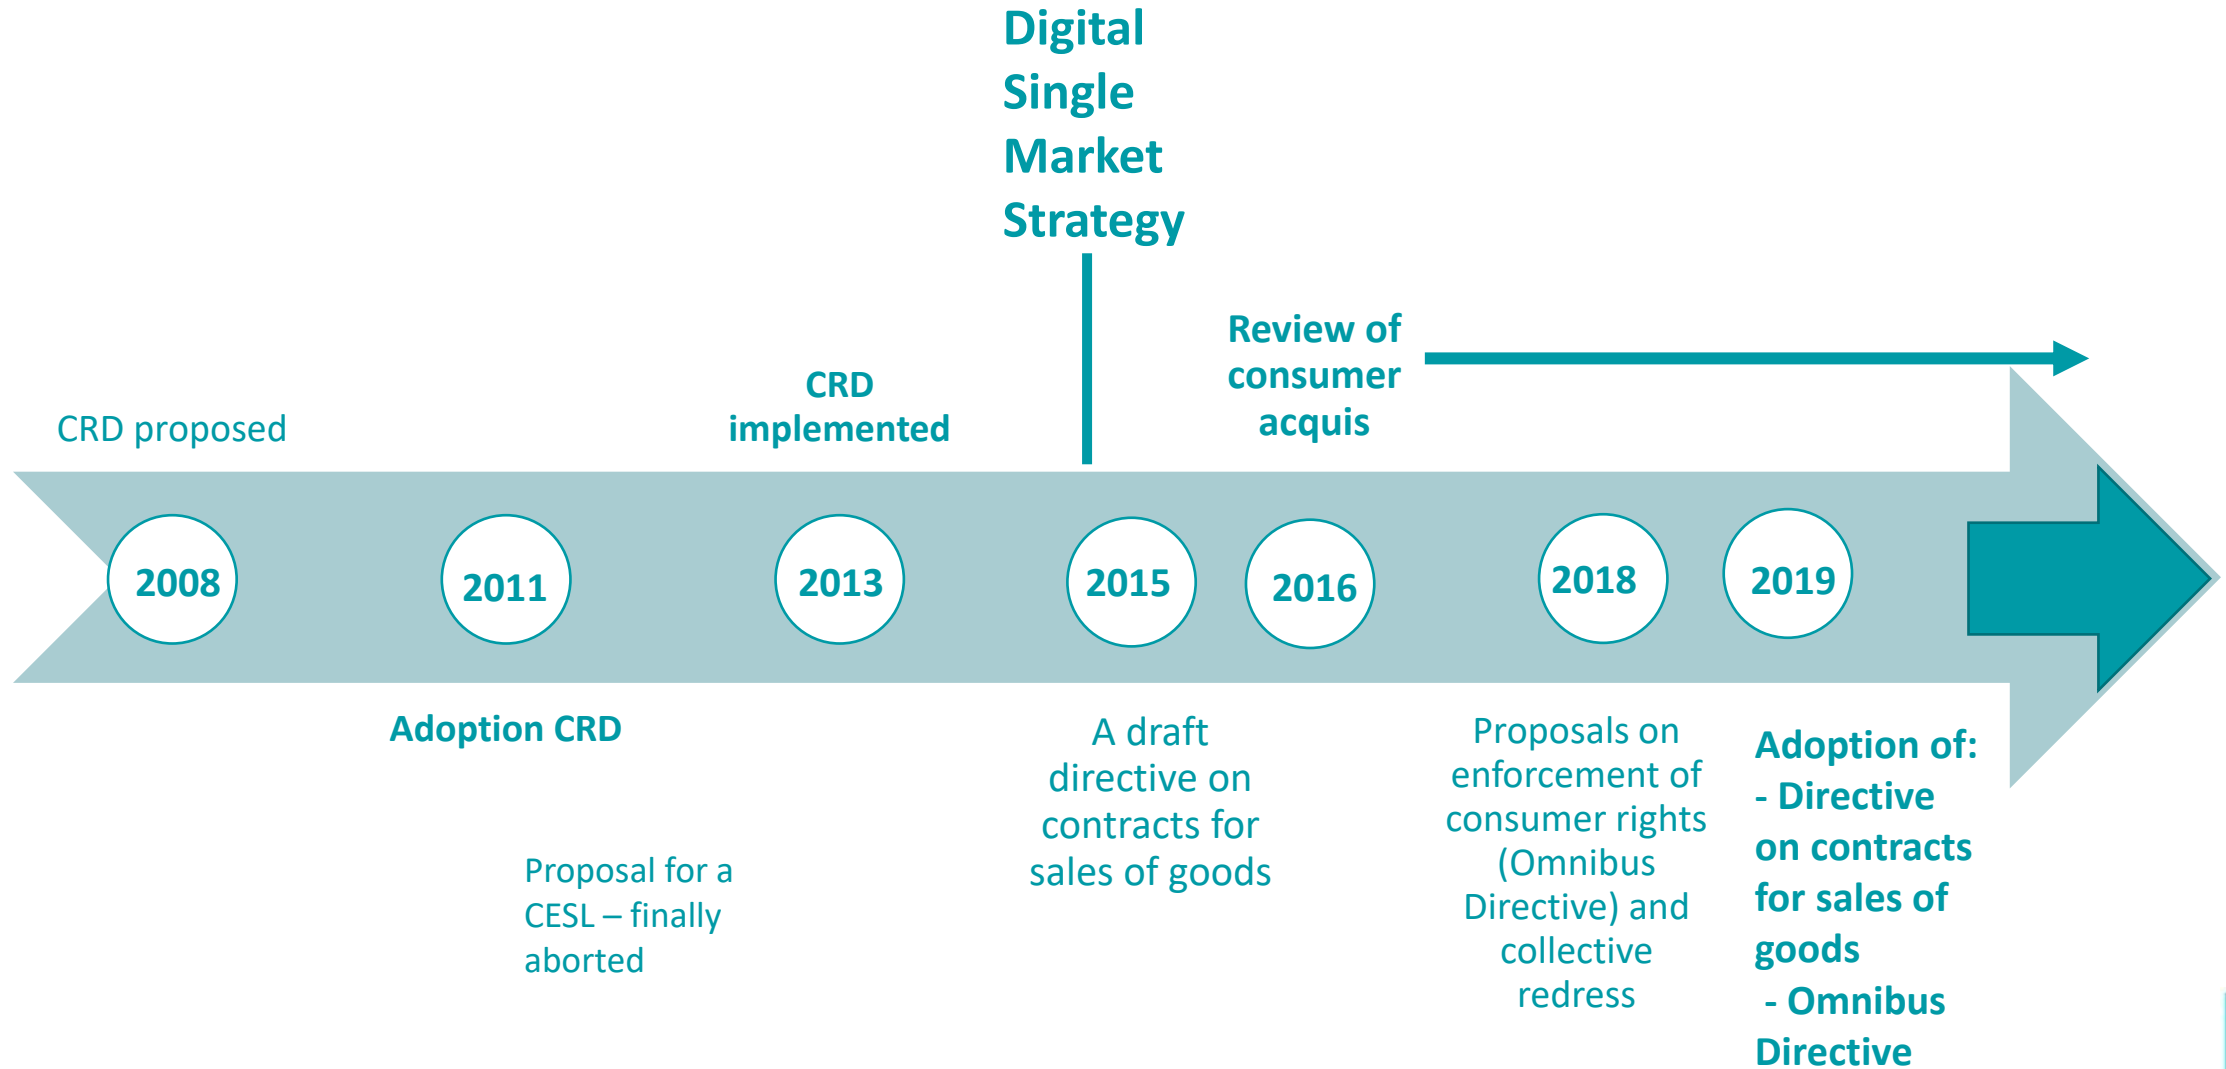 Digital
Single
Market
Strategy
Review of
consumer
acquis
CRD
implemented
CRD proposed
2008
2011
2013
2015
2016
2018
2019
Adoption CRD
Proposal for a
CESL – finally
aborted
A draft
directive on
contracts for
sales of goods
Proposals on
enforcement of
consumer rights
(Omnibus
Directive) and
collective
redress
Adoption of:
- Directive
on contracts
for sales of
goods
- Omnibus
Directive